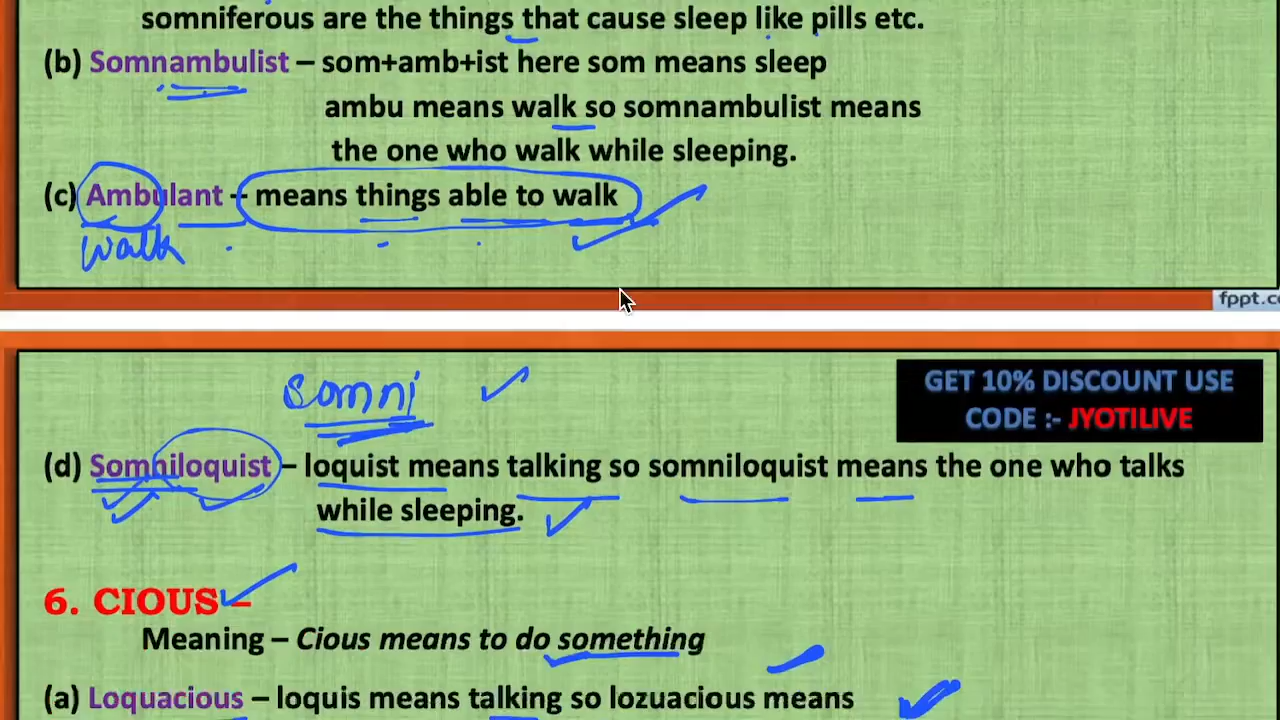 somniferous are the things that cause sleep like pills etc.
(b) Somnambulist – som+amb+ist here som means sleep
ambu means walk so somnambulist means
the one who walk while sleeping.
(c) Ambulant – means things able to walk
walk
fppt.c
somni
GET 10% DISCOUNT USE
CODE :- JYOTILIVE
(d) Somniloquist – loquist means talking so somniloquist means the one who talks
while sleeping.
6. CIOUS –
Meaning – Cious means to do something
(a) Loquacious – loquis means talking so lozuacious means